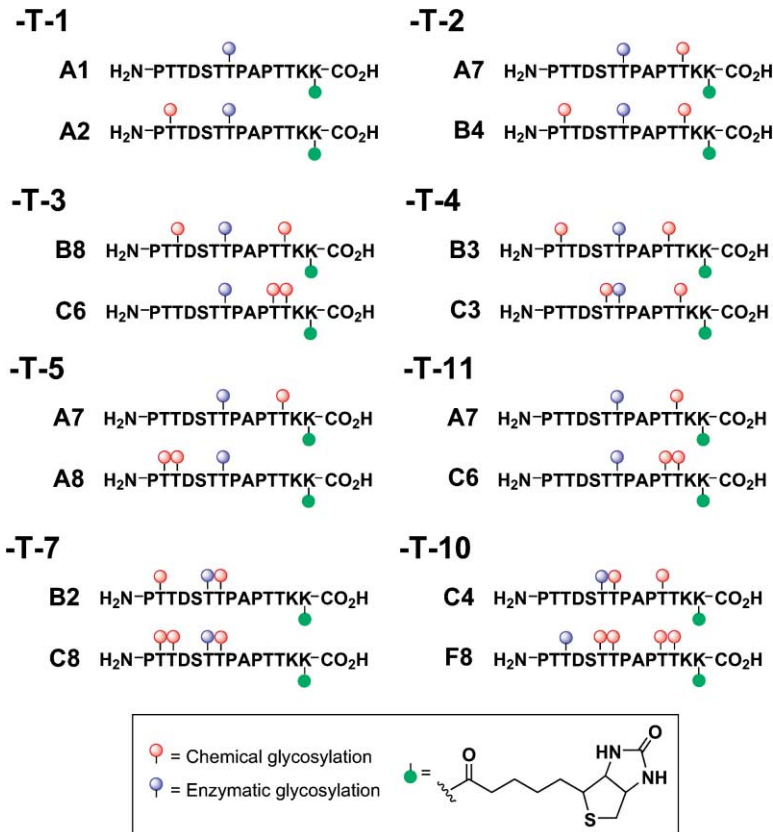 -T-1
A1 H₂N-PTTDSTTPAPTTKK-CO₂H
A2 H₂N-PTTDSTTPAPTTKK-CO₂H
-T-2
A7 H₂N-PTTDSTTPAPTTKK-CO₂H
B4 H₂N-PTTDSTTPAPTTKK-CO₂H
-T-3
B8 H₂N-PTTDSTTPAPTTKK-CO₂H
C6 H₂N-PTTDSTTPAPTTKK-CO₂H
-T-4
B3 H₂N-PTTDSTTPAPTTKK-CO₂H
C3 H₂N-PTTDSTTPAPTTKK-CO₂H
-T-5
A7 H₂N-PTTDSTTPAPTTKK-CO₂H
A8 H₂N-PTTDSTTPAPTTKK-CO₂H
-T-11
A7 H₂N-PTTDSTTPAPTTKK-CO₂H
C6 H₂N-PTTDSTTPAPTTKK-CO₂H
-T-7
B2 H₂N-PTTDSTTPAPTTKK-CO₂H
C8 H₂N-PTTDSTTPAPTTKK-CO₂H
-T-10
C4 H₂N-PTTDSTTPAPTTKK-CO₂H
F8 H₂N-PTTDSTTPAPTTKK-CO₂H
= Chemical glycosylation
= Enzymatic glycosylation
=
O
HN
O
NH
S